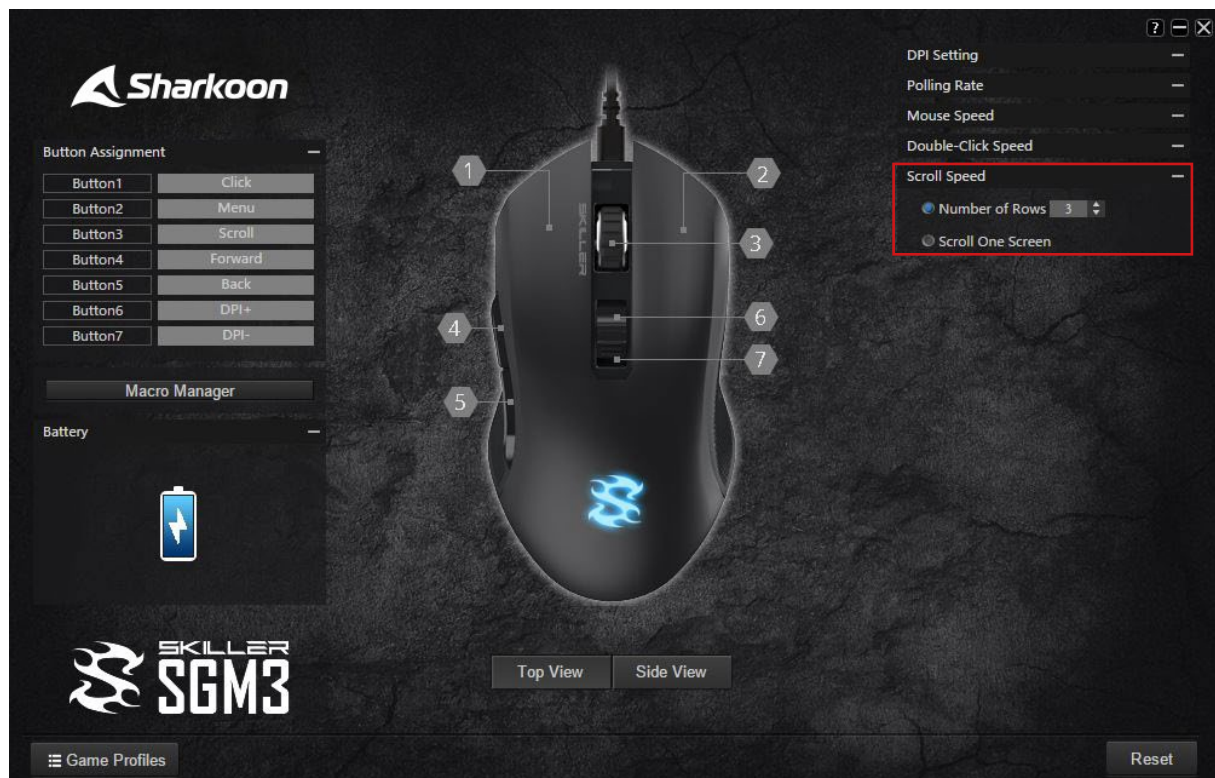 ?
Sharkoon
Button Assignment
Button1 Click
Button2 Menu
Button3 Scroll
Button4 Forward
Button5 Back
Button6 DPI+
Button7 DPI-
Macro Manager
Battery
SKILLER
SGM3
Game Profiles
1
2
SKILLER
3
4
6
7
5
Top View Side View
DPI Setting
Polling Rate
Mouse Speed
Double-Click Speed
Scroll Speed
Number of Rows 3
Scroll One Screen
Reset